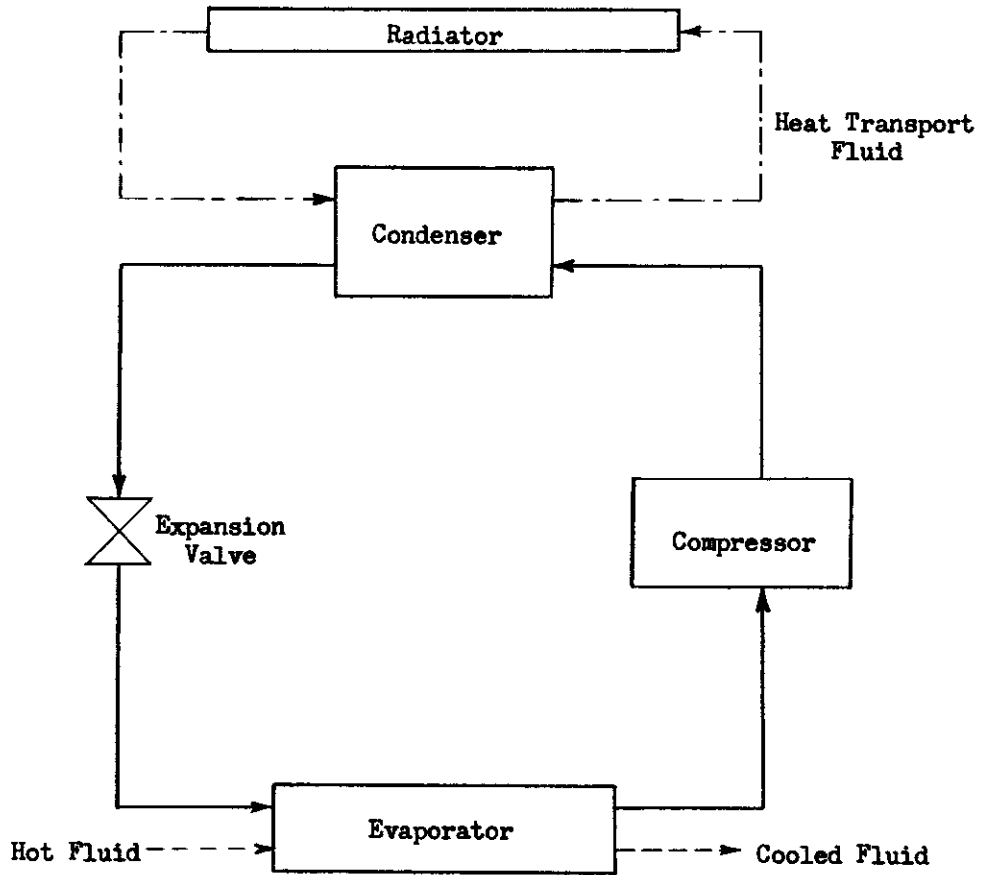 Radiator
Heat Transport
Fluid
Condenser
Expansion
Valve
Compressor
Evaporator
Hot Fluid
Cooled Fluid